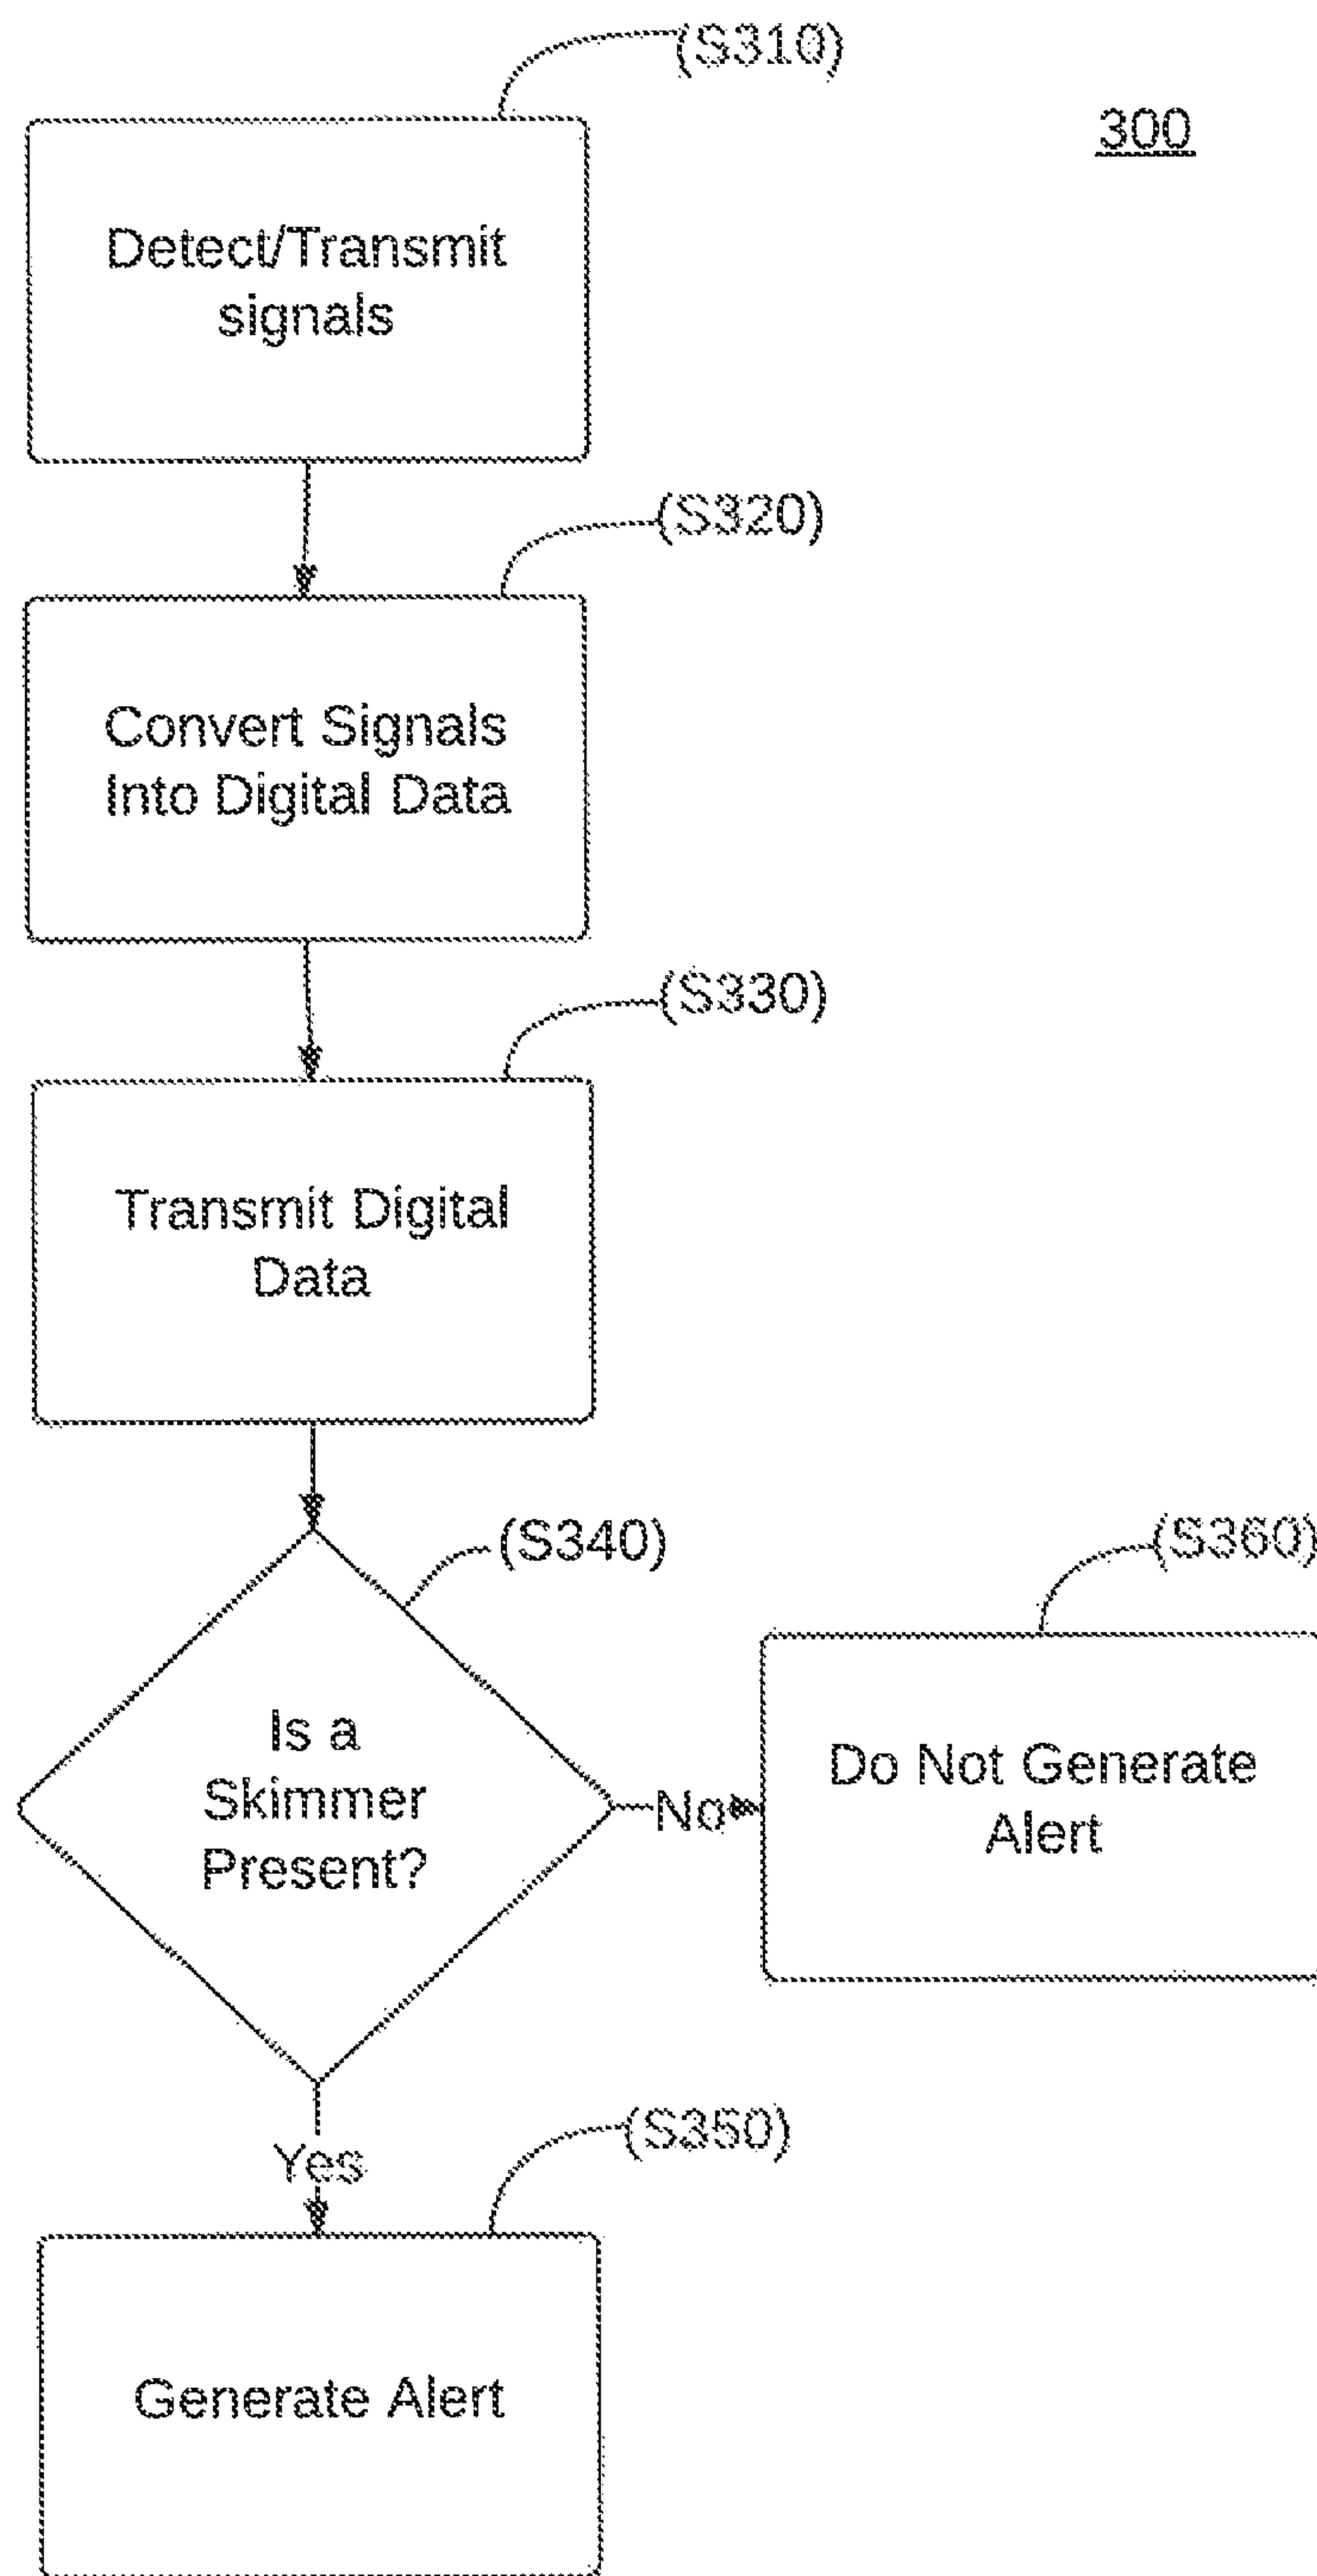 (S310)
300
Detect/Transmit
signals
(S320)
Convert Signals
Into Digital Data
(S330)
Transmit Digital
Data
(S340)
(S360)
Is a
Skimmer
Present?
No
Do Not Generate
Alert
Yes
(S350)
Generate Alert